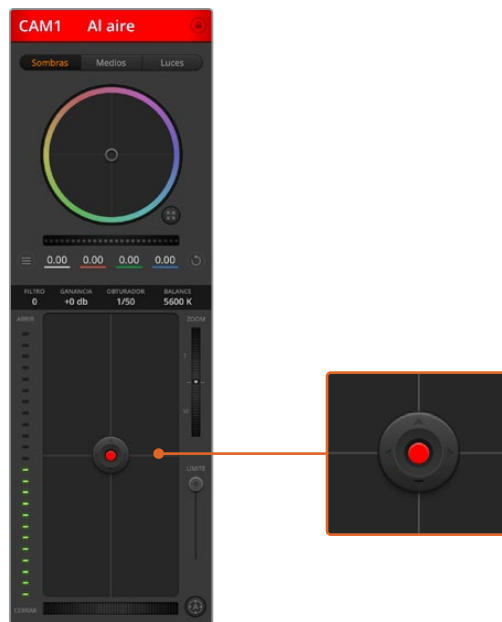 CAM1 Al aire
Sombras Medios Luces
0.00 0.00 0.00 0.00
FILTRO GANANCIA OBTURADOR BALANCE
0 +0 db 1/50 5600 K
ABRIR ZOOM
T
W
LÍMITE
CERRAR
A